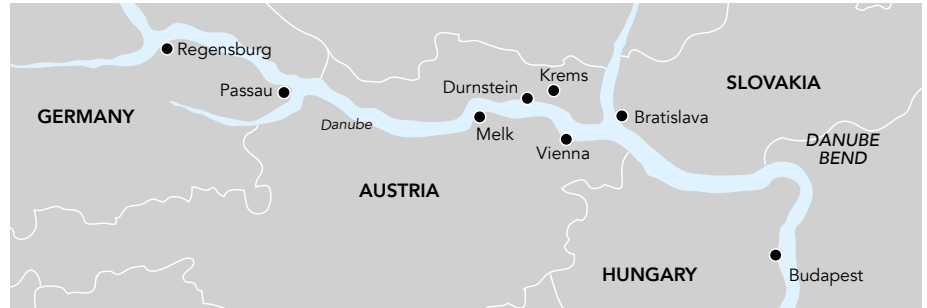 Regensburg
Passau
GERMANY
Danube
AUSTRIA
Durnstein
Krems
Melk
Vienna
SLOVAKIA
Bratislava
DANUBE
BEND
HUNGARY
Budapest